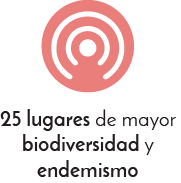 25 lugares de mayor
biodiversidad y
endemismo